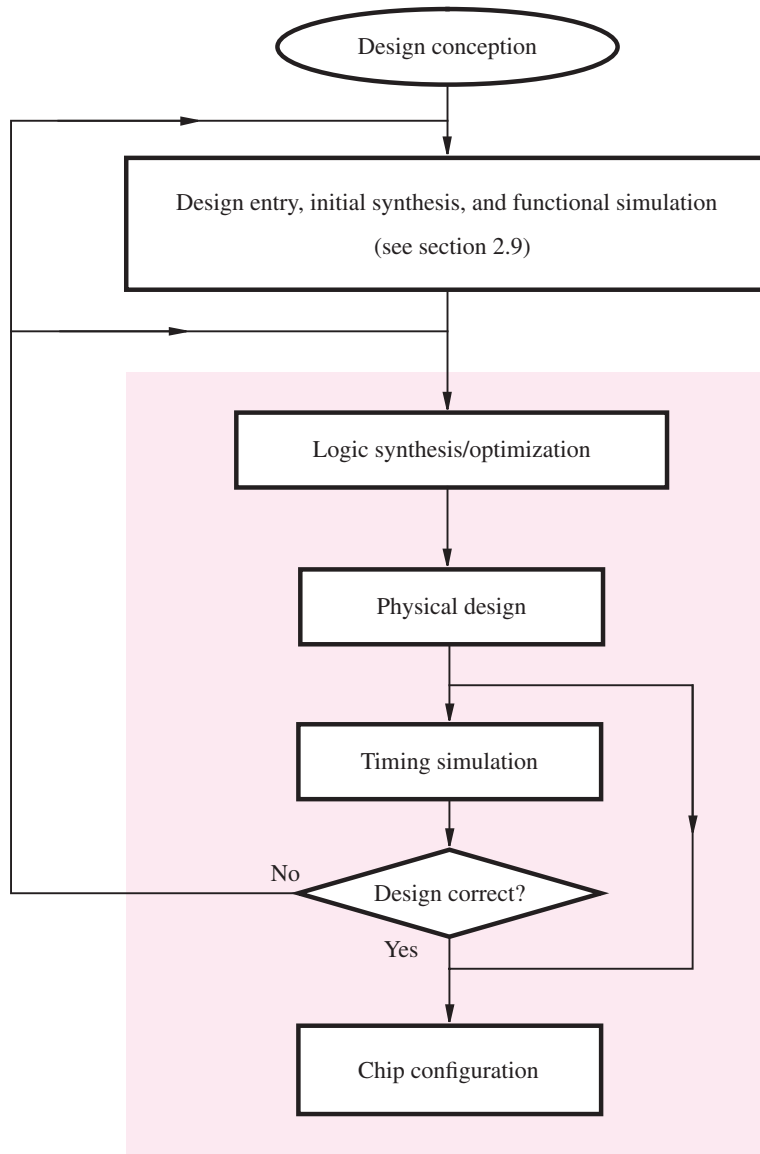 Design conception
Design entry, initial synthesis, and functional simulation
(see section 2.9)
Logic synthesis/optimization
Physical design
Timing simulation
No
Design correct?
Yes
Chip configuration